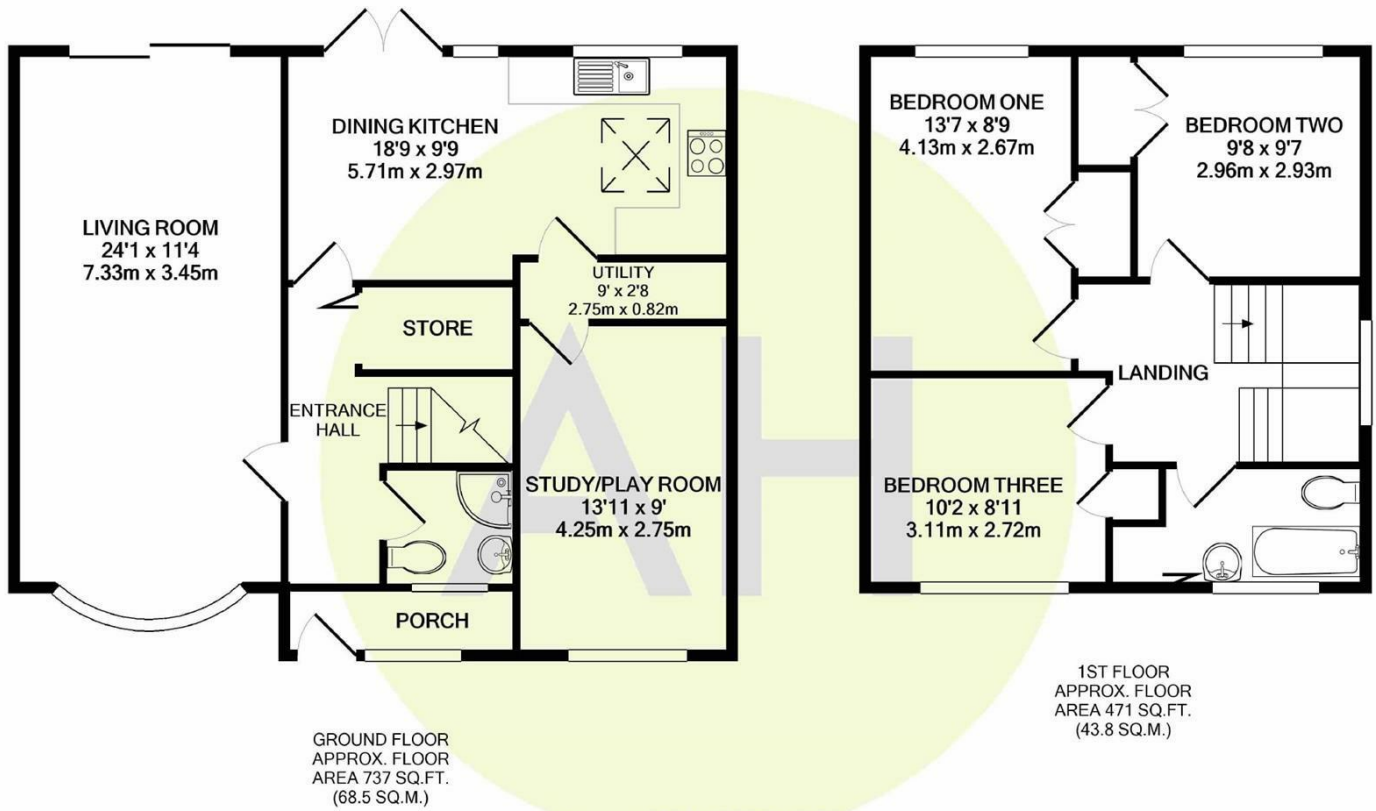 LIVING ROOM
24'1 x 11'4
7.33m x 3.45m
DINING KITCHEN
18'9 x 9'9
5.71m x 2.97m
UTILITY
9' x 2'8
2.75m x 0.82m
STORE
ENTRANCE
HALL
STUDY/PLAY ROOM
13'11 x 9'
4.25m x 2.75m
PORCH
GROUND FLOOR
APPROX. FLOOR
AREA 737 SQ.FT.
(68.5 SQ.M.)
BEDROOM ONE
13'7 x 8'9
4.13m x 2.67m
BEDROOM TWO
9'8 x 9'7
2.96m x 2.93m
LANDING
BEDROOM THREE
10'2 x 8'11
3.11m x 2.72m
1ST FLOOR
APPROX. FLOOR
AREA 471 SQ.FT.
(43.8 SQ.M.)
AH